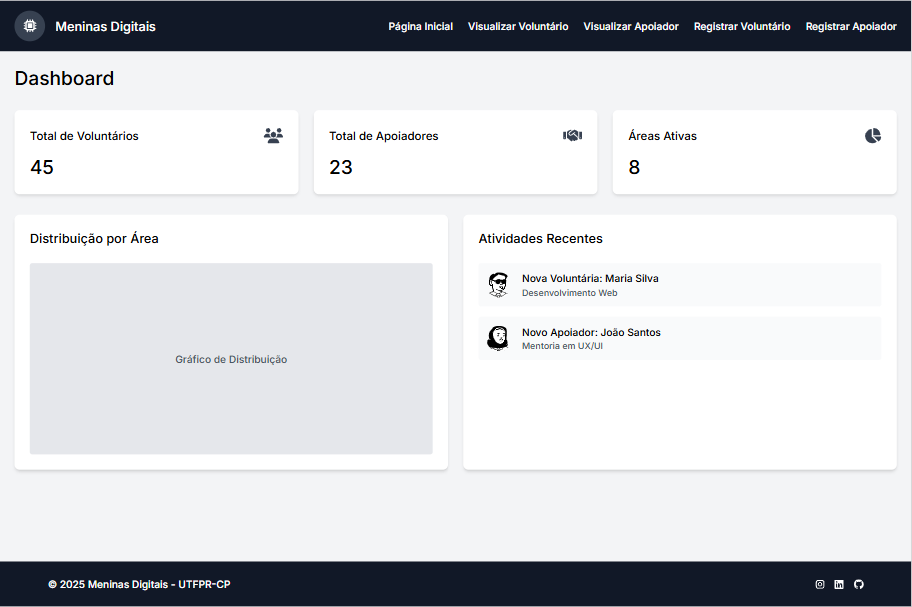 Meninas Digitais
Página Inicial Visualizar Voluntário Visualizar Apoiador Registrar Voluntário Registrar Apoiador
Dashboard
Total de Voluntários
45
Total de Apoiadores
23
Áreas Ativas
8
Distribuição por Área
Gráfico de Distribuição
Atividades Recentes
Nova Voluntária: Maria Silva
Desenvolvimento Web
Novo Apoiador: João Santos
Mentoria em UX/UI
© 2025 Meninas Digitais - UTFPR-CP